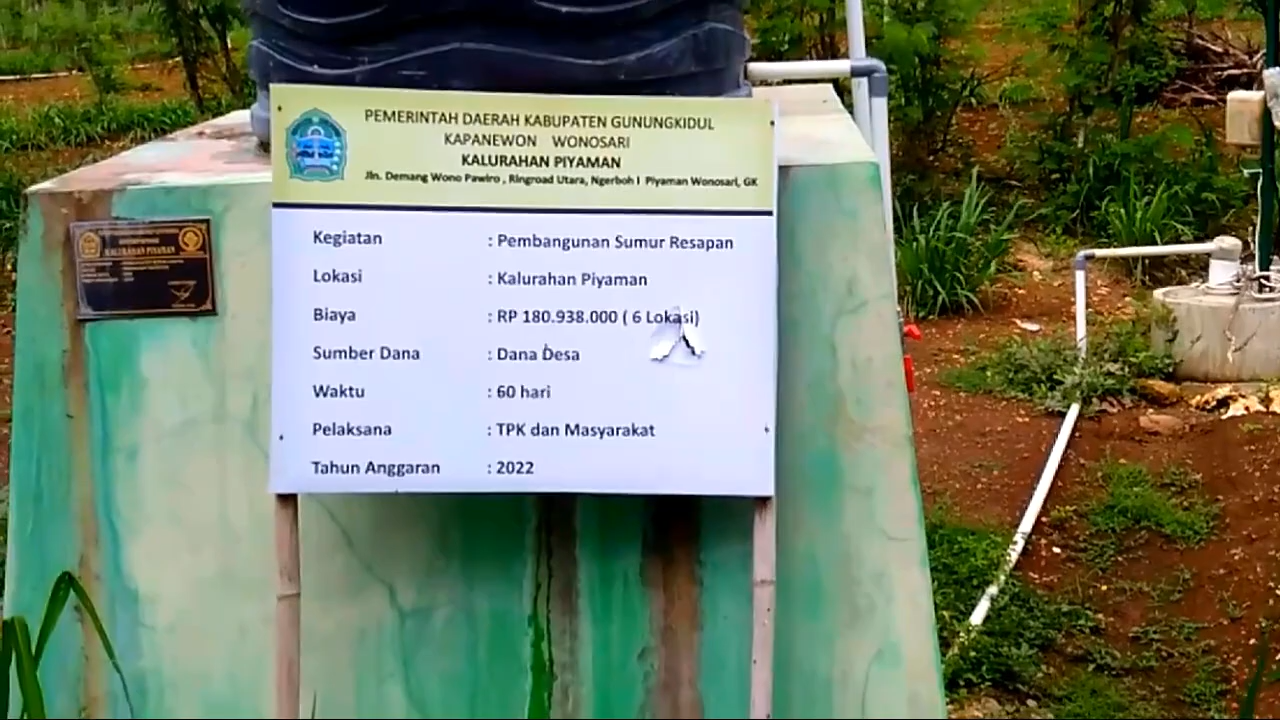 PEMERINTAH DAERAH KABUPATEN GUNUNGKIDUL
KAPANEWON WONOSARI
KALURAHAN PIYAMAN
Jln. Demang Wono Pawiro , Ringroad Utara, Ngerboh I Piyaman Wonosari, GK
Kegiatan : Pembangunan Sumur Resapan
Lokasi : Kalurahan Piyaman
Biaya : RP 180.938.000 ( 6 Lokasi)
Sumber Dana : Dana Desa
Waktu : 60 hari
Pelaksana : TPK dan Masyarakat
Tahun Anggaran : 2022
KALURAHAN PIYAMAN